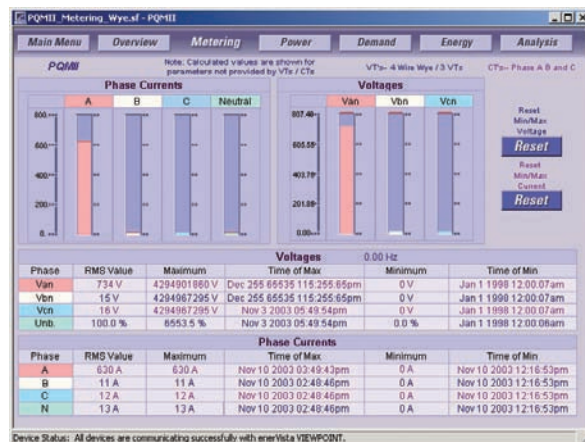 PQMII_Metering_Wye.sf - PQMII
Main Menu Overview Metering Power Demand Energy Analysis
PQMII
Note: Calculated values are shown for
parameters not provided by VTs / CTs
VT's- 4 Wire Wye / 3 VTs
CT's-- Phase A B and C
Phase Currents
A B C Neutral
800.
600.
400.
200.
0.
Voltages
Van Vbn Vcn
807.40
605.55
403.70
201.85
0.00
Reset
Min/Max
Voltage
Reset
Reset
Min/Max
Current
Reset
Voltages 0.00 Hz
Phase RMS Value Maximum Time of Max Minimum Time of Min
Van 734 V 4294901860 V Dec 255 65535 115:255:65pm 0 V Jan 1 1998 12:00:07am
Vbn 15 V 4294967295 V Dec 255 65535 115:255:65pm 0 V Jan 1 1998 12:00:07am
Vcn 16 V 4294967295 V Nov 3 2003 05:49:54pm 0 V Jan 1 1998 12:00:07am
Unb. 100.0 % 6553.5 % Nov 3 2003 05:49:54pm 0.0 % Jan 1 1998 12:00:06am
Phase Currents
Phase RMS Value Maximum Time of Max Minimum Time of Min
A 630 A 630 A Nov 10 2003 03:49:43pm 0 A Nov 10 2003 12:16:53pm
B 11 A 11 A Nov 10 2003 02:48:46pm 0 A Nov 10 2003 12:16:53pm
C 12 A 12 A Nov 10 2003 02:48:46pm 0 A Nov 10 2003 12:16:53pm
N 13 A 13 A Nov 10 2003 02:48:46pm 0 A Nov 10 2003 12:16:53pm
Device Status: All devices are communicating successfully with enerVista VIEWPOINT.